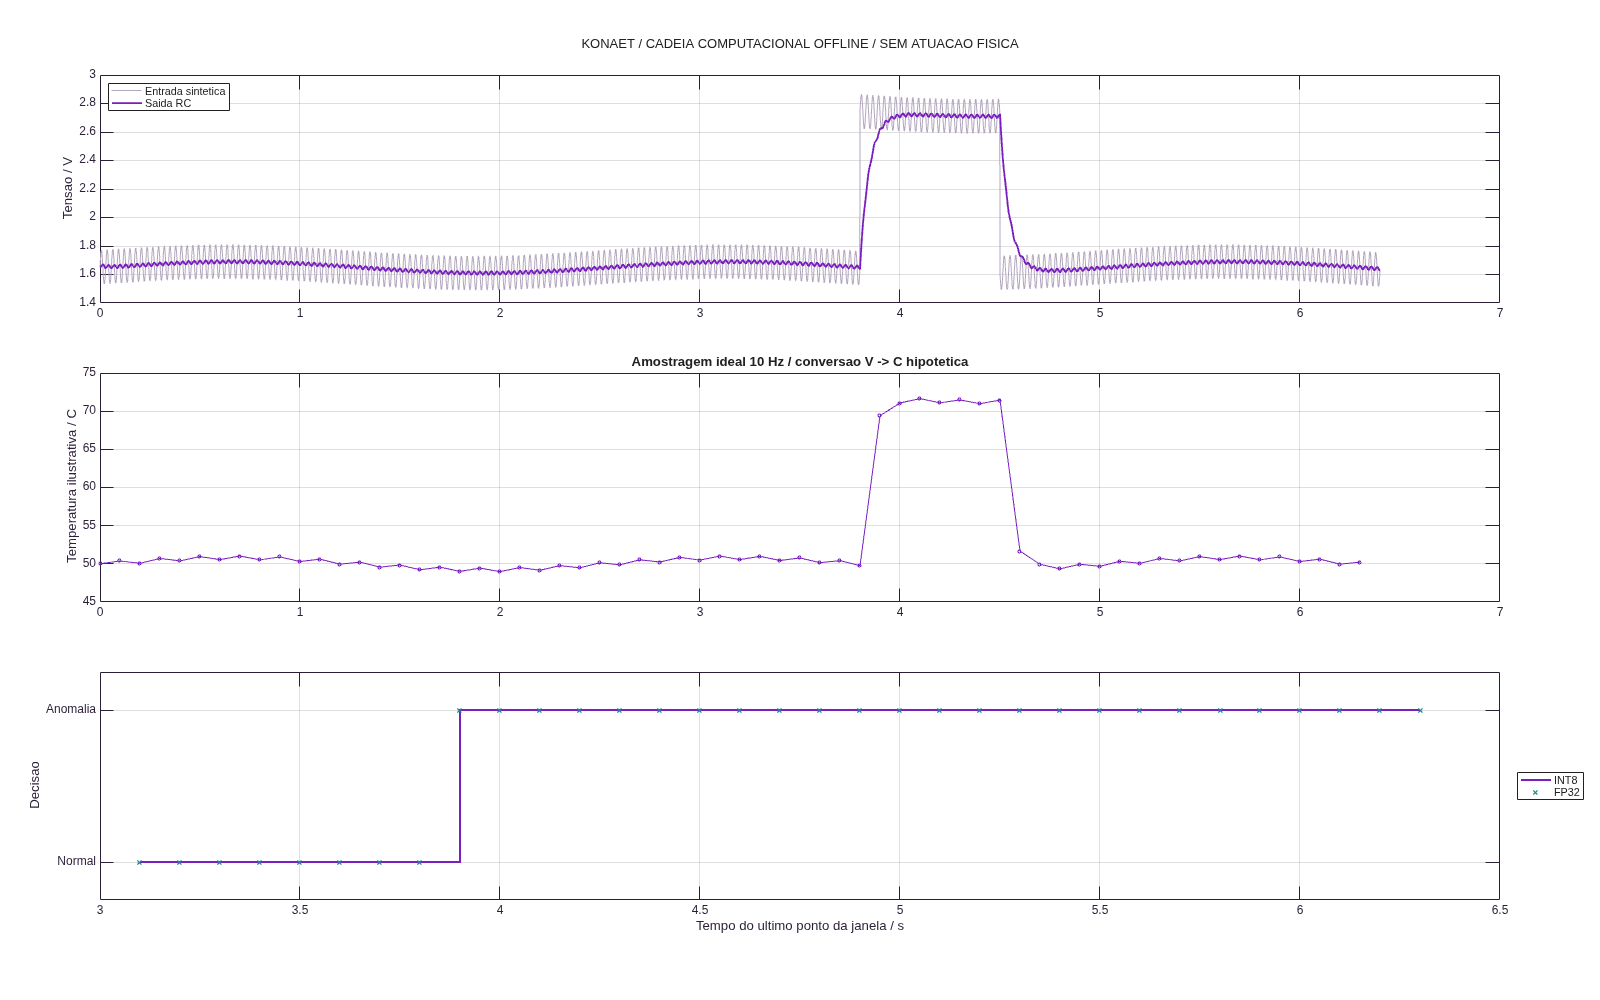 KONAET / CADEIA COMPUTACIONAL OFFLINE / SEM ATUACAO FISICA
Entrada sintetica
Saida RC
Tensao / V
3
2.8
2.6
2.4
2.2
2
1.8
1.6
1.4
0 1 2 3 4 5 6 7
Amostragem ideal 10 Hz / conversao V -> C hipotetica
Temperatura ilustrativa / C
75
70
65
60
55
50
45
0 1 2 3 4 5 6 7
Decisao
Anomalia
Normal
INT8
FP32
3 3.5 4 4.5 5 5.5 6 6.5
Tempo do ultimo ponto da janela / s